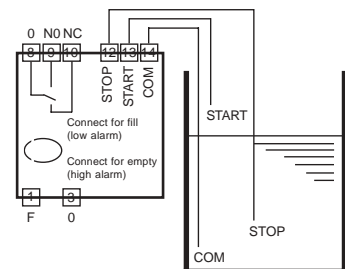 0 N0 NC
8 9 10 12 13 14
STOP
START
COM
Connect for fill
(low alarm)
Connect for empty
(high alarm)
1 3
F 0
START
STOP
COM